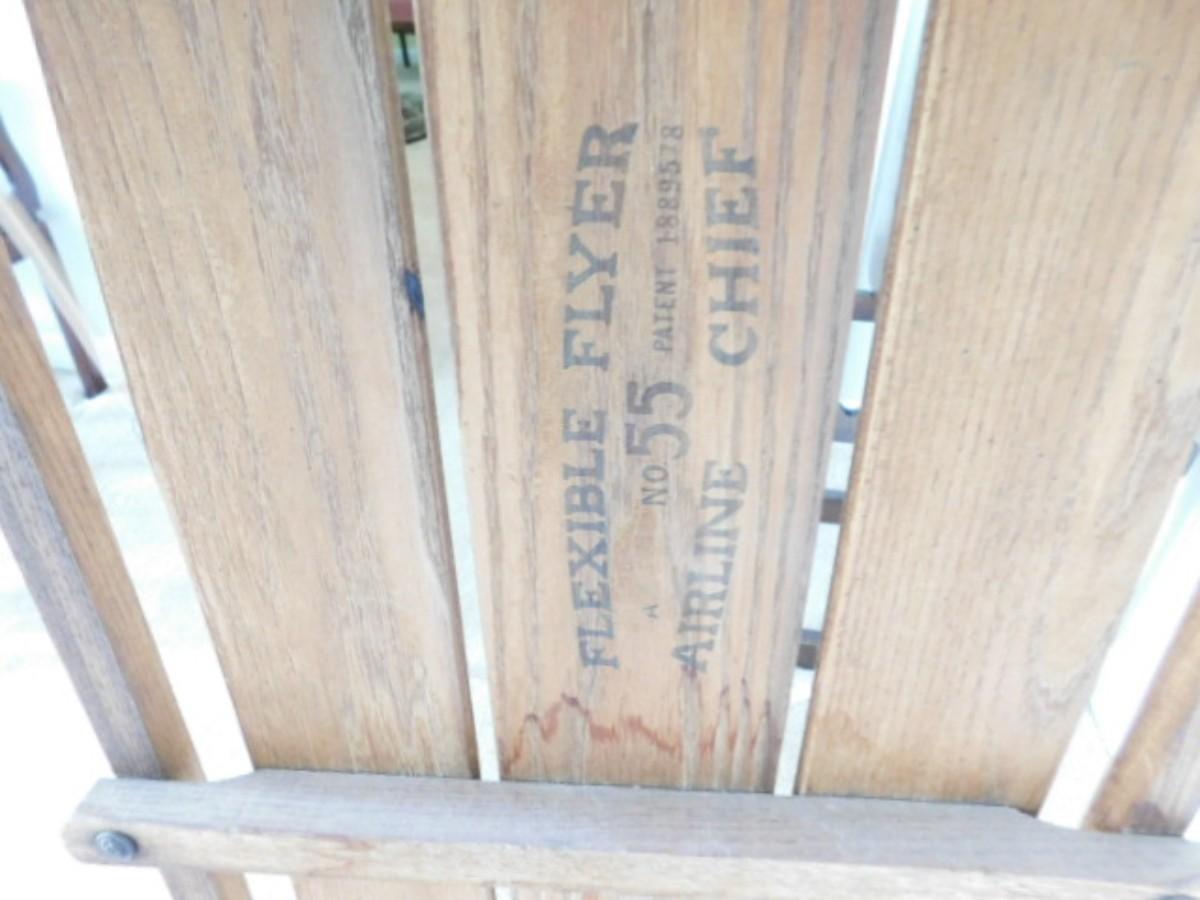 FLEXIBLE FLYER
A NO 55 PATENT 1889578
AIRLINE CHIEF